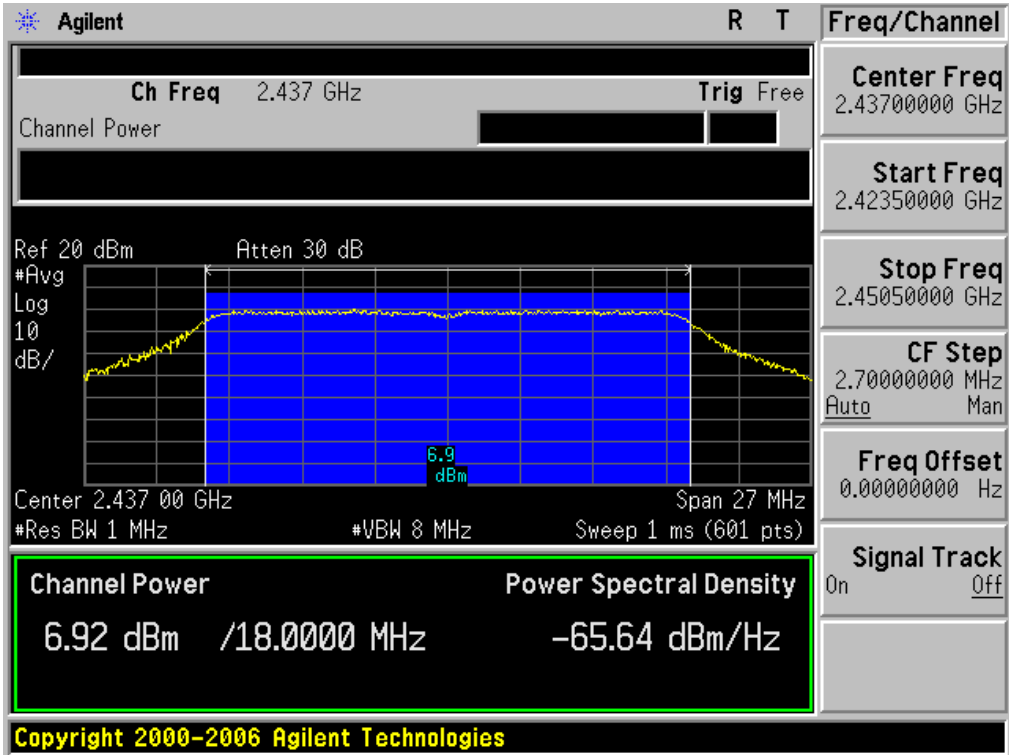 Agilent R T Freq/Channel
Ch Freq 2.437 GHz Trig Free
Channel Power
Center Freq
2.43700000 GHz
Start Freq
2.42350000 GHz
Stop Freq
2.45050000 GHz
CF Step
2.70000000 MHz
Auto Man
Freq Offset
0.00000000 Hz
Signal Track
On Off
Ref 20 dBm Atten 30 dB
#Avg
Log
10
dB/
6.9
dBm
Center 2.437 00 GHz Span 27 MHz
#Res BW 1 MHz #VBW 8 MHz Sweep 1 ms (601 pts)
Channel Power Power Spectral Density
6.92 dBm /18.0000 MHz -65.64 dBm/Hz
Copyright 2000-2006 Agilent Technologies